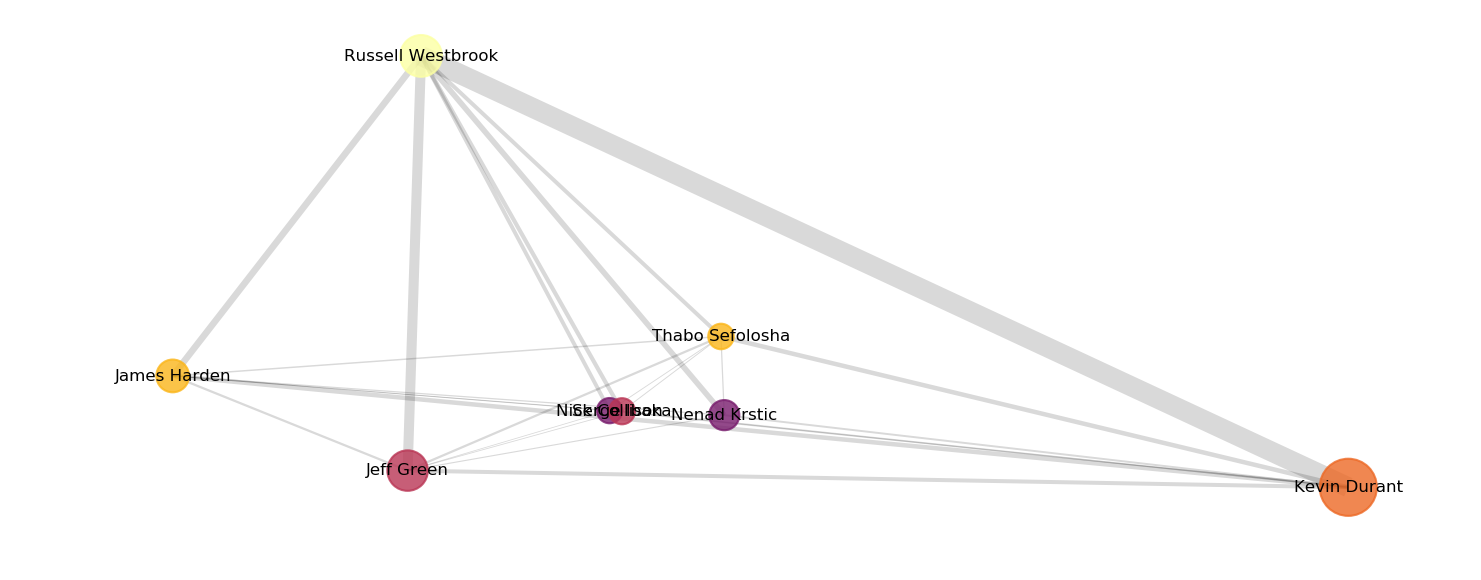 Russell Westbrook
Thabo Sefolosha
James Harden
Nick Collison
Serge Ibaka
Nenad Krstic
Jeff Green
Kevin Durant